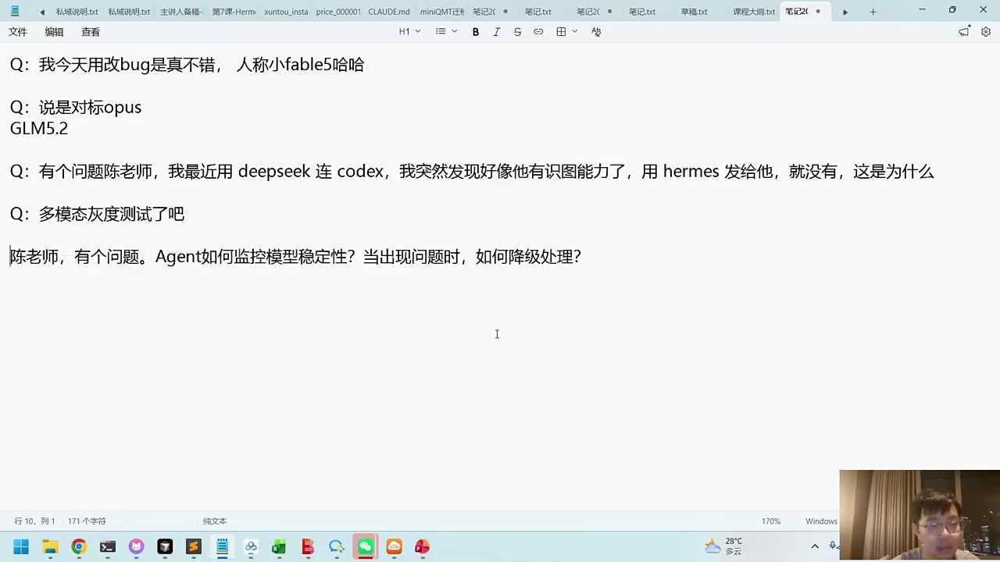 私域说明.txt
私域说明.txt
主讲人备稿-
第7课-Herm
xuntou_insta
price_000001
CLAUDE.md
miniQMT迁
笔记20
笔记.txt
笔记20
笔记.txt
草稿.txt
课程大纲.txt
笔记20
文件 编辑 查看
H1
B
I
Q：我今天用改bug是真不错， 人称小fable5哈哈
Q：说是对标opus
GLM5.2
Q：有个问题陈老师，我最近用 deepseek 连 codex，我突然发现好像他有识图能力了，用 hermes 发给他，就没有，这是为什么
Q：多模态灰度测试了吧
陈老师，有个问题。Agent如何监控模型稳定性？当出现问题时，如何降级处理？
行 10，列 1
171 个字符
纯文本
170%
Windows
28°C
多云